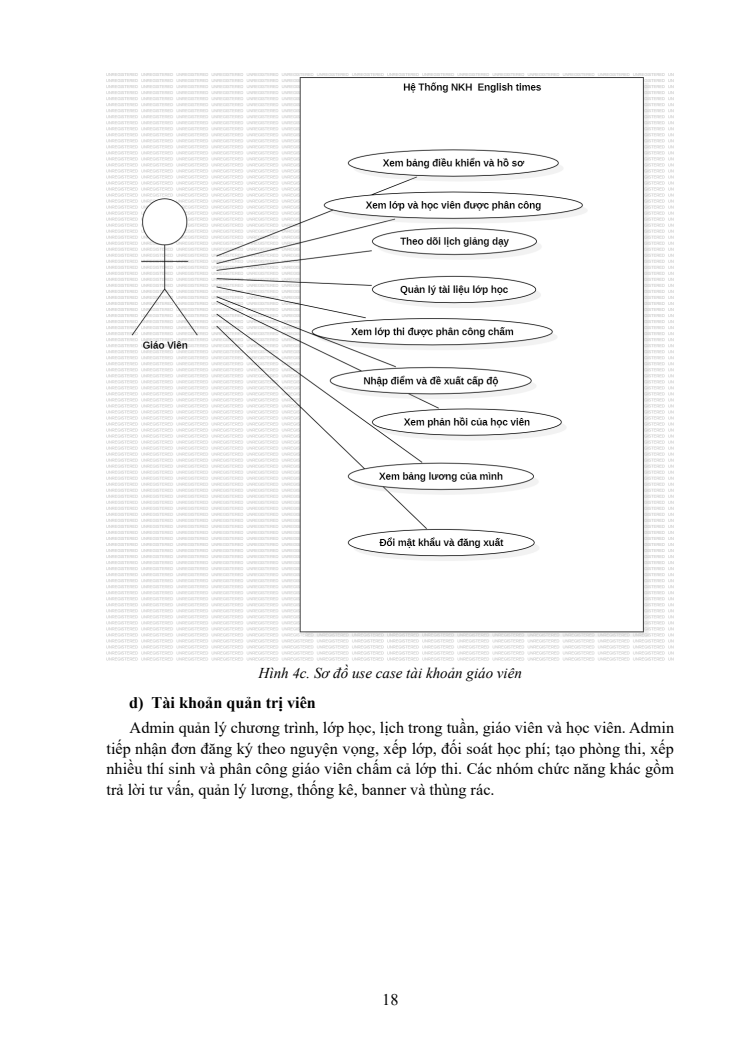 Hệ Thống NKH English times
Xem bảng điều khiển và hồ sơ
Xem lớp và học viên được phân công
Theo dõi lịch giảng dạy
Quản lý tài liệu lớp học
Xem lớp thi được phân công chấm
Giáo Viên
Nhập điểm và đề xuất cấp độ
Xem phản hồi của học viên
Xem bảng lương của mình
Đổi mật khẩu và đăng xuất
Hình 4c. Sơ đồ use case tài khoản giáo viên
d) Tài khoản quản trị viên
Admin quản lý chương trình, lớp học, lịch trong tuần, giáo viên và học viên. Admin
tiếp nhận đơn đăng ký theo nguyện vọng, xếp lớp, đối soát học phí; tạo phòng thi, xếp
nhiều thí sinh và phân công giáo viên chấm cả lớp thi. Các nhóm chức năng khác gồm
trả lời tư vấn, quản lý lương, thống kê, banner và thùng rác.
18